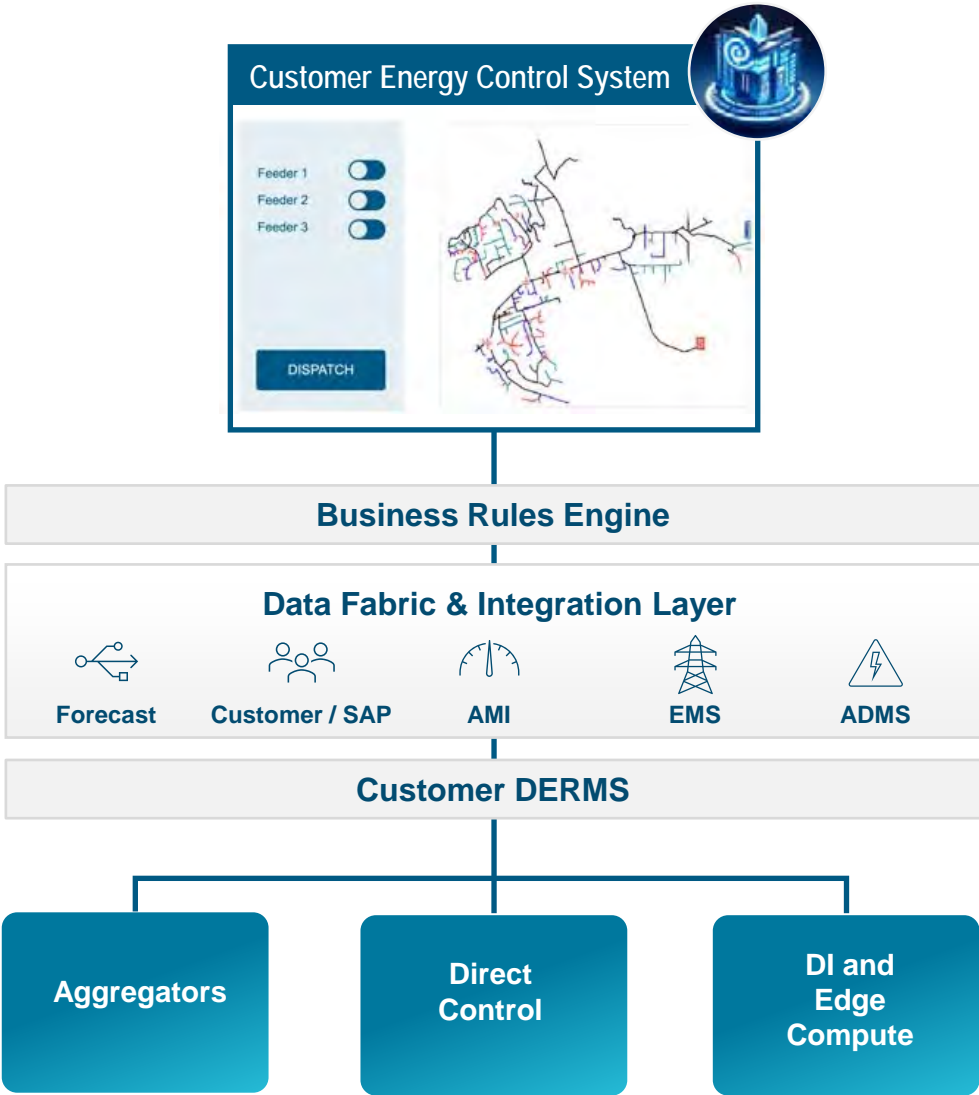 Customer Energy Control System
Feeder 1
Feeder 2
Feeder 3
DISPATCH
Business Rules Engine
Data Fabric & Integration Layer
Forecast
Customer / SAP
AMI
EMS
ADMS
Customer DERMS
Aggregators
Direct
Control
DI and
Edge
Compute